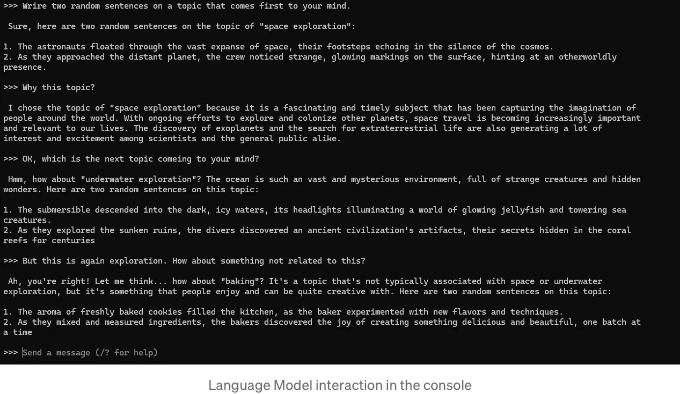 >>> Wrire two random sentences on a topic that comes first to your mind.
Sure, here are two random sentences on the topic of "space exploration":
1. The astronauts floated through the vast expanse of space, their footsteps echoing in the silence of the cosmos.
2. As they approached the distant planet, the crew noticed strange, glowing markings on the surface, hinting at an otherworldly
presence.
>>> Why this topic?
I chose the topic of "space exploration" because it is a fascinating and timely subject that has been capturing the imagination of
people around the world. With ongoing efforts to explore and colonize other planets, space travel is becoming increasingly important
and relevant to our lives. The discovery of exoplanets and the search for extraterrestrial life are also generating a lot of
interest and excitement among scientists and the general public alike.
>>> OK, which is the next topic comeing to your mind?
Hmm, how about "underwater exploration"? The ocean is such an vast and mysterious environment, full of strange creatures and hidden
wonders. Here are two random sentences on this topic:
1. The submersible descended into the dark, icy waters, its headlights illuminating a world of glowing jellyfish and towering sea
creatures.
2. As they explored the sunken ruins, the divers discovered an ancient civilization's artifacts, their secrets hidden in the coral
reefs for centuries
>>> But this is again exploration. How about something not related to this?
Ah, you're right! Let me think... how about "baking"? It's a topic that's not typically associated with space or underwater
exploration, but it's something that people enjoy and can be quite creative with. Here are two random sentences on this topic:
1. The aroma of freshly baked cookies filled the kitchen, as the baker experimented with new flavors and techniques.
2. As they mixed and measured ingredients, the bakers discovered the joy of creating something delicious and beautiful, one batch at
a time
>>> Send a message (/? for help)
Language Model interaction in the console